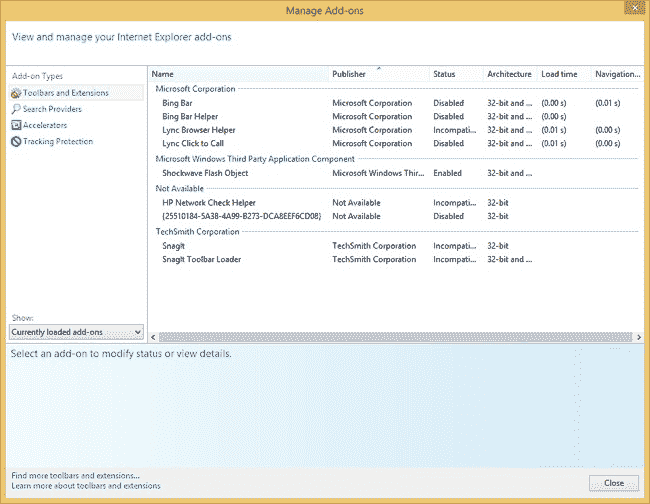 Manage Add-ons
View and manage your Internet Explorer add-ons
Add-on Types
Toolbars and Extensions
Search Providers
Accelerators
Tracking Protection
Show:
Currently loaded add-ons
Name Publisher Status Architecture Load time Navigation...
Microsoft Corporation
Bing Bar Microsoft Corporation Disabled 32-bit and ... (0.00 s) (0.01 s)
Bing Bar Helper Microsoft Corporation Disabled 32-bit and ... (0.00 s)
Lync Browser Helper Microsoft Corporation Incompati... 32-bit and ... (0.01 s) (0.00 s)
Lync Click to Call Microsoft Corporation Disabled 32-bit and ... (0.01 s) (0.01 s)
Microsoft Windows Third Party Application Component
Shockwave Flash Object Microsoft Windows Thir... Enabled 32-bit and ...
Not Available
HP Network Check Helper Not Available Incompati... 32-bit
{25510184-5A38-4A99-B273-DCA8EEF6CD08} Not Available Disabled 32-bit
TechSmith Corporation
SnagIt TechSmith Corporation Incompati... 32-bit
SnagIt Toolbar Loader TechSmith Corporation Incompati... 32-bit and ...
Select an add-on to modify status or view details.
Find more toolbars and extensions...
Learn more about toolbars and extensions
Close